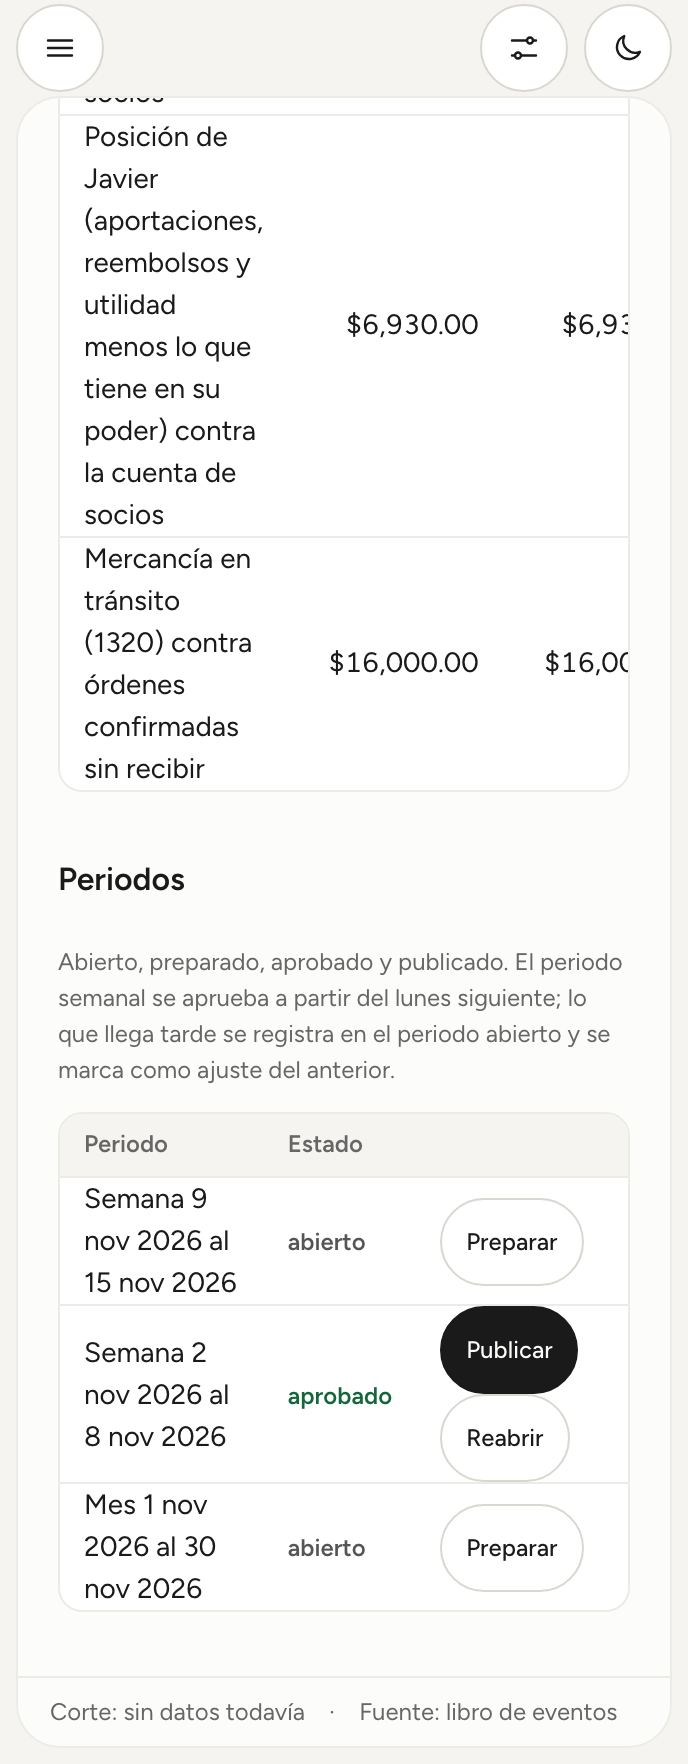 socios
Posición de
Javier
(aportaciones,
reembolsos y
utilidad
menos lo que
tiene en su
poder) contra
la cuenta de
socios
$6,930.00 $6,93
Mercancía en
tránsito
(1320) contra
órdenes
confirmadas
sin recibir
$16,000.00 $16,00
Periodos
Abierto, preparado, aprobado y publicado. El periodo
semanal se aprueba a partir del lunes siguiente; lo
que llega tarde se registra en el periodo abierto y se
marca como ajuste del anterior.
Periodo Estado
Semana 9
nov 2026 al
15 nov 2026
abierto Preparar
Semana 2
nov 2026 al
8 nov 2026
aprobado
Publicar
Reabrir
Mes 1 nov
2026 al 30
nov 2026
abierto Preparar
Corte: sin datos todavía · Fuente: libro de eventos